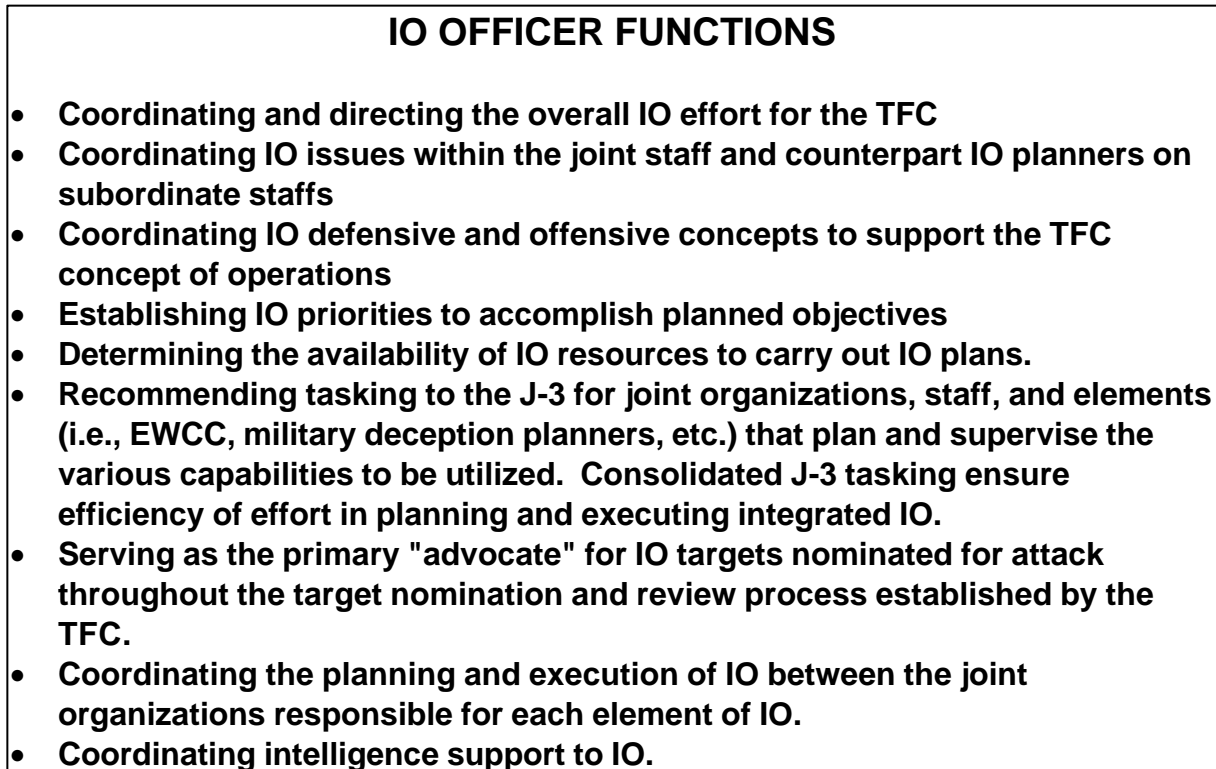 IO OFFICER FUNCTIONS
• Coordinating and directing the overall IO effort for the TFC
• Coordinating IO issues within the joint staff and counterpart IO planners on
subordinate staffs
• Coordinating IO defensive and offensive concepts to support the TFC
concept of operations
• Establishing IO priorities to accomplish planned objectives
• Determining the availability of IO resources to carry out IO plans.
• Recommending tasking to the J-3 for joint organizations, staff, and elements
(i.e., EWCC, military deception planners, etc.) that plan and supervise the
various capabilities to be utilized.  Consolidated J-3 tasking ensure
efficiency of effort in planning and executing integrated IO.
• Serving as the primary "advocate" for IO targets nominated for attack
throughout the target nomination and review process established by the
TFC.
• Coordinating the planning and execution of IO between the joint
organizations responsible for each element of IO.
• Coordinating intelligence support to IO.